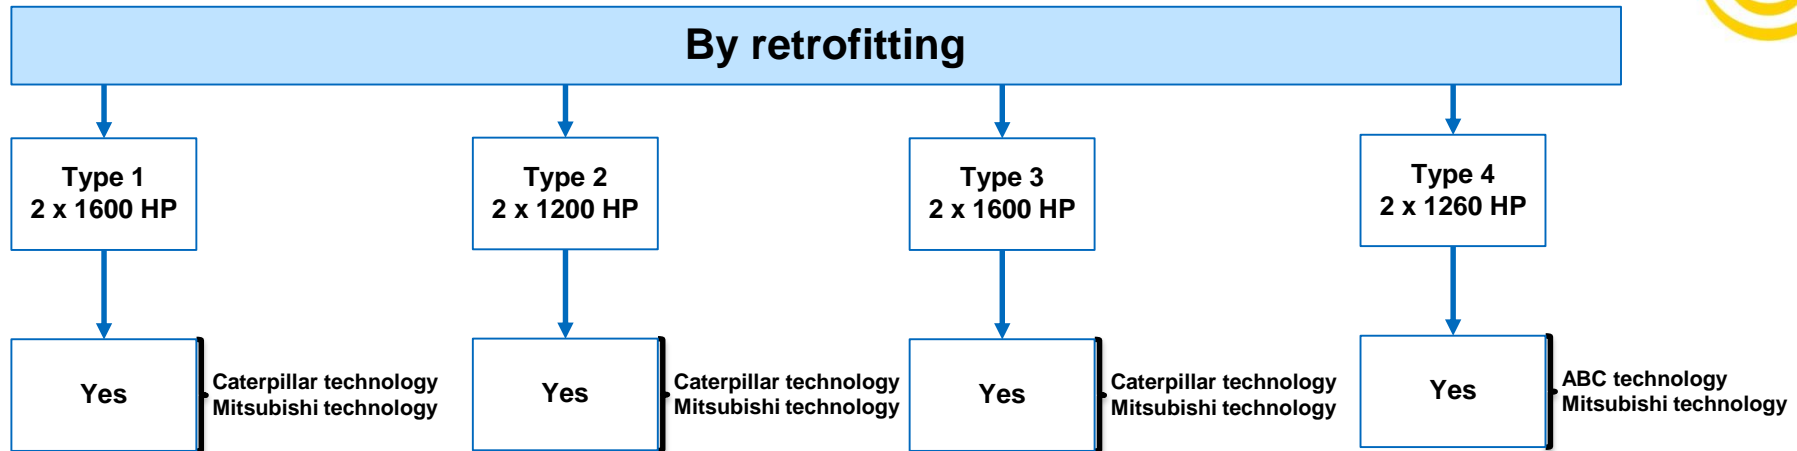 By retrofitting
Type 1
2 x 1600 HP
Type 2
2 x 1200 HP
Type 3
2 x 1600 HP
Type 4
2 x 1260 HP
Yes
Caterpillar technology
Mitsubishi technology
Yes
Caterpillar technology
Mitsubishi technology
Yes
Caterpillar technology
Mitsubishi technology
Yes
ABC technology
Mitsubishi technology